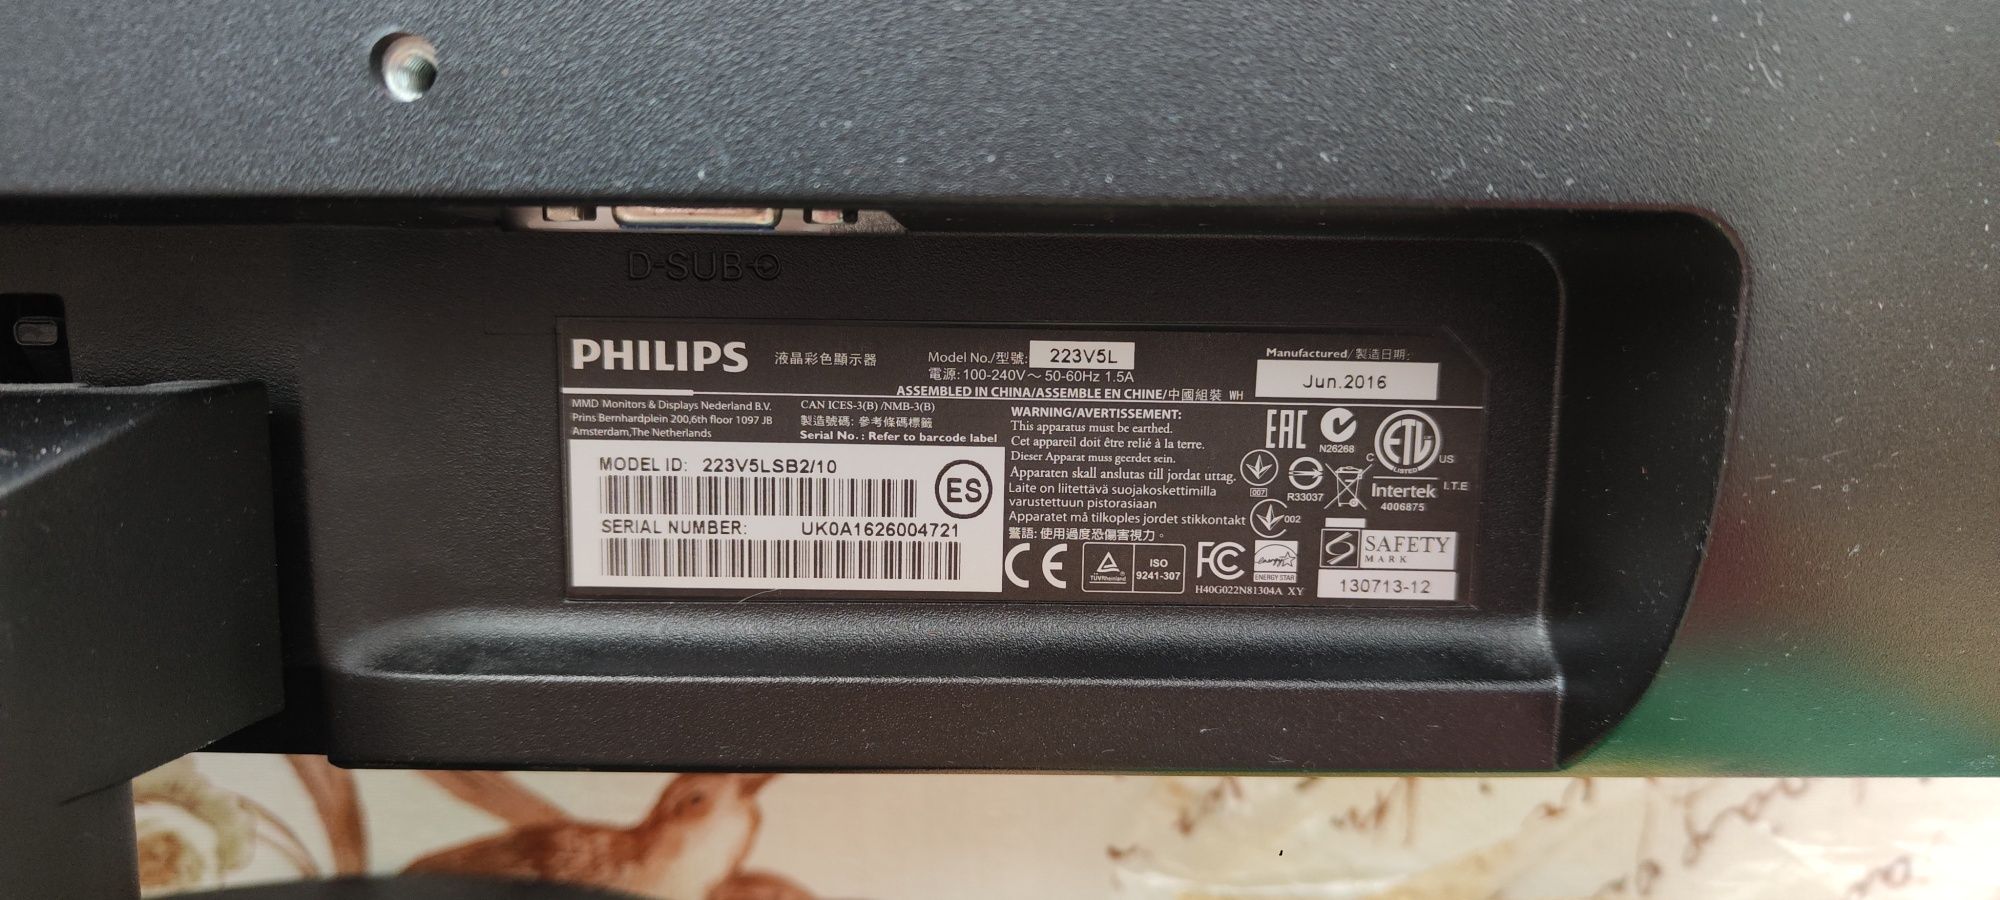 D-SUB
PHILIPS 液晶彩色顯示器
Model No./型號: 223V5L
電源: 100-240V～ 50-60Hz 1.5A
Manufactured/製造日期:
Jun.2016
ASSEMBLED IN CHINA/ASSEMBLE EN CHINE/中國組裝 WH
MMD Monitors & Displays Nederland B.V.
Prins Bernhardplein 200,6th floor 1097 JB
Amsterdam,The Netherlands
CAN ICES-3(B) /NMB-3(B)
製造號碼: 參考條碼標籤
Serial No. : Refer to barcode label
MODEL ID: 223V5LSB2/10
ES
SERIAL NUMBER: UK0A1626004721
WARNING/AVERTISSEMENT:
This apparatus must be earthed.
Cet appareil doit être relié à la terre.
Dieser Apparat muss geerdet sein.
Apparaten skall anslutas till jordat uttag.
Laite on liitettävä suojakoskettimilla
varustettuun pistorasiaan
Apparatet må tilkoples jordet stikkontakt
警語: 使用過度恐傷害視力。
EAC
N26268
C ETL US
LISTED
007
R33037
Intertek I.T.E
4006875
002
CE
TÜVRheinland
ISO
9241-307
FC
energy
ENERGY STAR
H40G022N81304A XY
SAFETY
MARK
130713-12